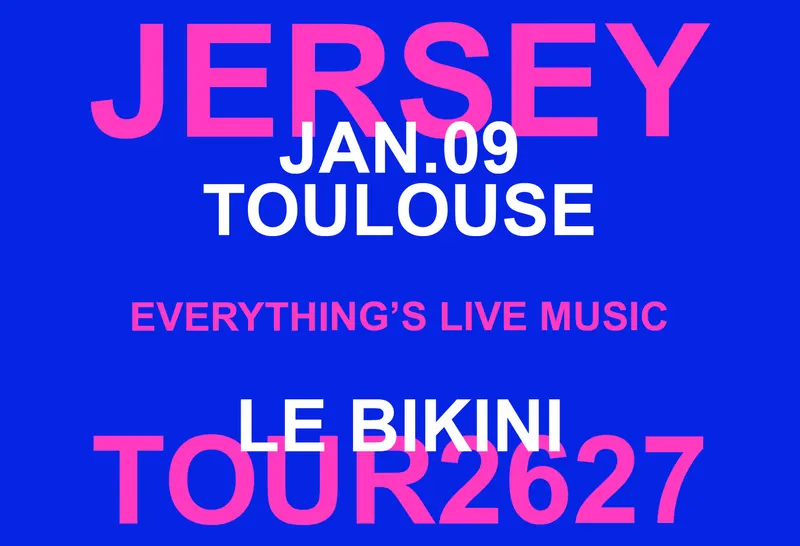 JERSEY
JAN.09
TOULOUSE
EVERYTHING’S LIVE MUSIC
LE BIKINI
TOUR2627